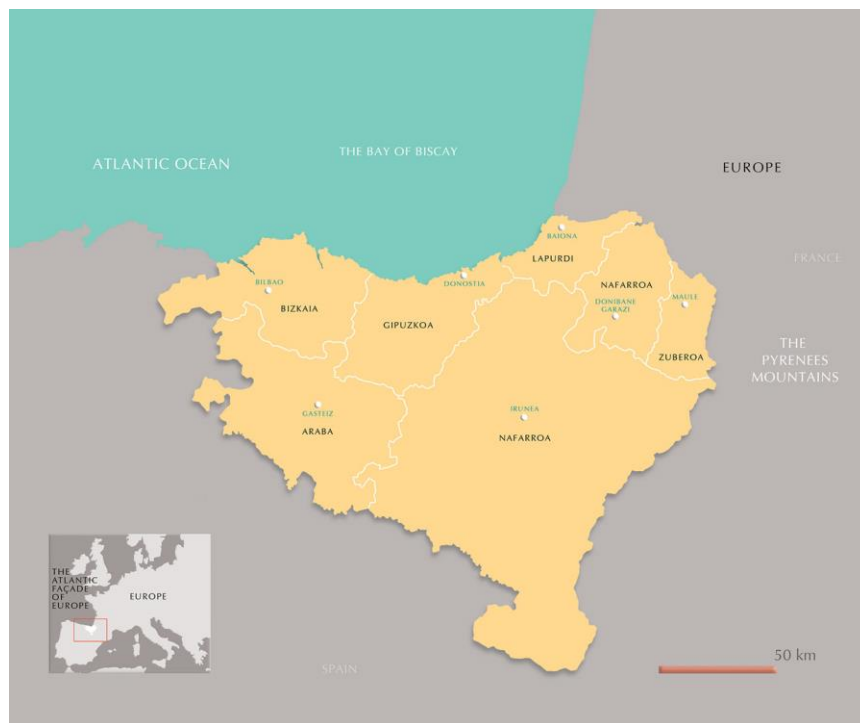 THE BAY OF BISCAY
ATLANTIC OCEAN
EUROPE
BAIONA
LAPURDI
FRANCE
BILBAO
DONOSTIA
NAFARROA
MAULE
BIZKAIA
DONIBANE
GARAZI
GIPUZKOA
THE
PYRENEES
MOUNTAINS
ZUBEROA
GASTEIZ
IRUNEA
ARABA
NAFARROA
THE
ATLANTIC
FAÇADE
OF
EUROPE
EUROPE
SPAIN
50 km